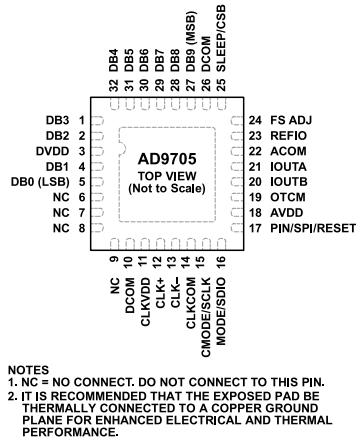 32 DB4
31 DB5
30 DB6
29 DB7
28 DB8
27 DB9 (MSB)
26 DCOM
25 SLEEP/CSB
DB3 1
DB2 2
DVDD 3
DB1 4
DB0 (LSB) 5
NC 6
NC 7
NC 8
AD9705
TOP VIEW
(Not to Scale)
24 FS ADJ
23 REFIO
22 ACOM
21 IOUTA
20 IOUTB
19 OTCM
18 AVDD
17 PIN/SPI/RESET
NC 9
DCOM 10
CLKVDD 11
CLK+ 12
CLK– 13
CLKCOM 14
CMODE/SCLK 15
MODE/SDIO 16
NOTES
1. NC = NO CONNECT. DO NOT CONNECT TO THIS PIN.
2. IT IS RECOMMENDED THAT THE EXPOSED PAD BE
THERMALLY CONNECTED TO A COPPER GROUND
PLANE FOR ENHANCED ELECTRICAL AND THERMAL
PERFORMANCE.